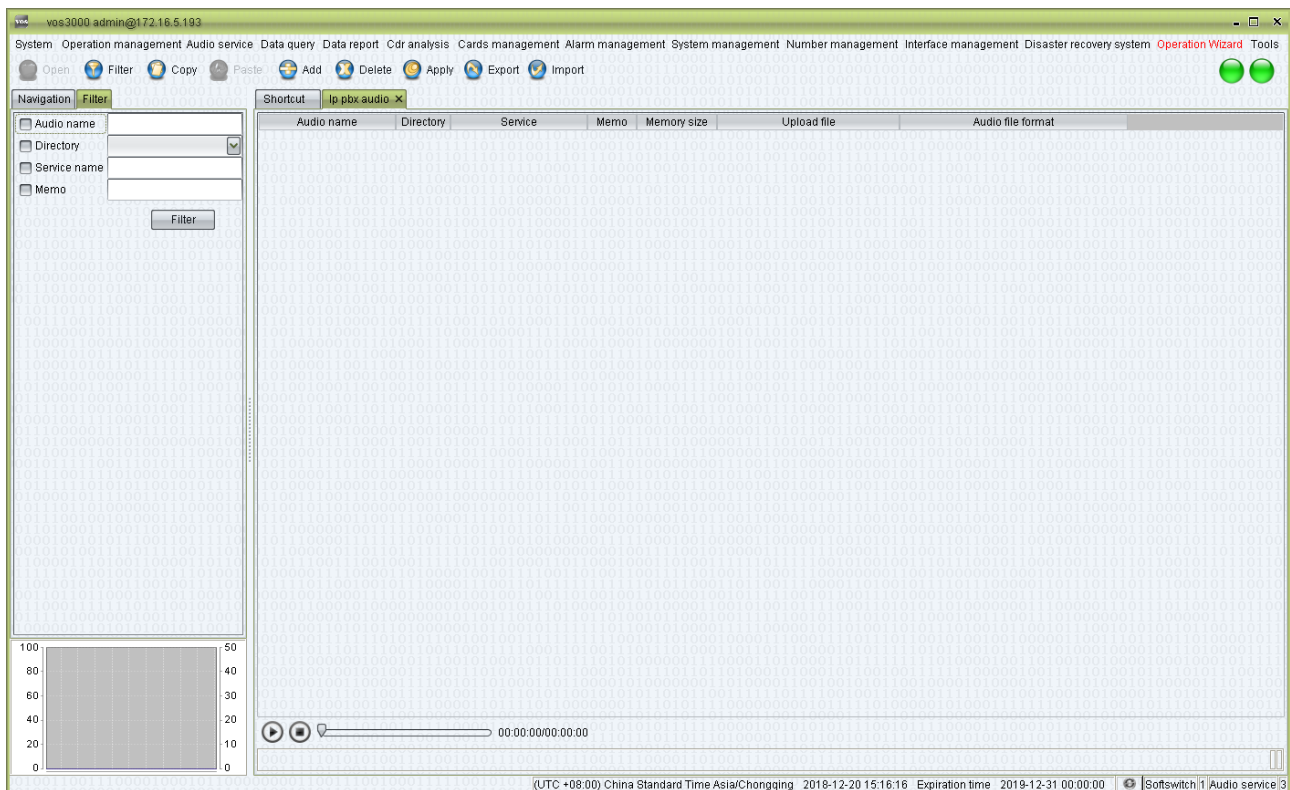 vos vos3000 admin@172.16.5.193
System Operation management Audio service Data query Data report Cdr analysis Cards management Alarm management System management Number management Interface management Disaster recovery system Operation Wizard Tools
Open Filter Copy Paste Add Delete Apply Export Import
Navigation Filter Shortcut Ip pbx audio
Audio name
Directory
Service name
Memo
Filter
Audio name Directory Service Memo Memory size Upload file Audio file format
100 50
80 40
60 30
40 20
20 10
0 0
00:00:00/00:00:00
(UTC +08:00) China Standard Time Asia/Chongqing 2018-12-20 15:16:16 Expiration time 2019-12-31 00:00:00 Softswitch 1 Audio service 3